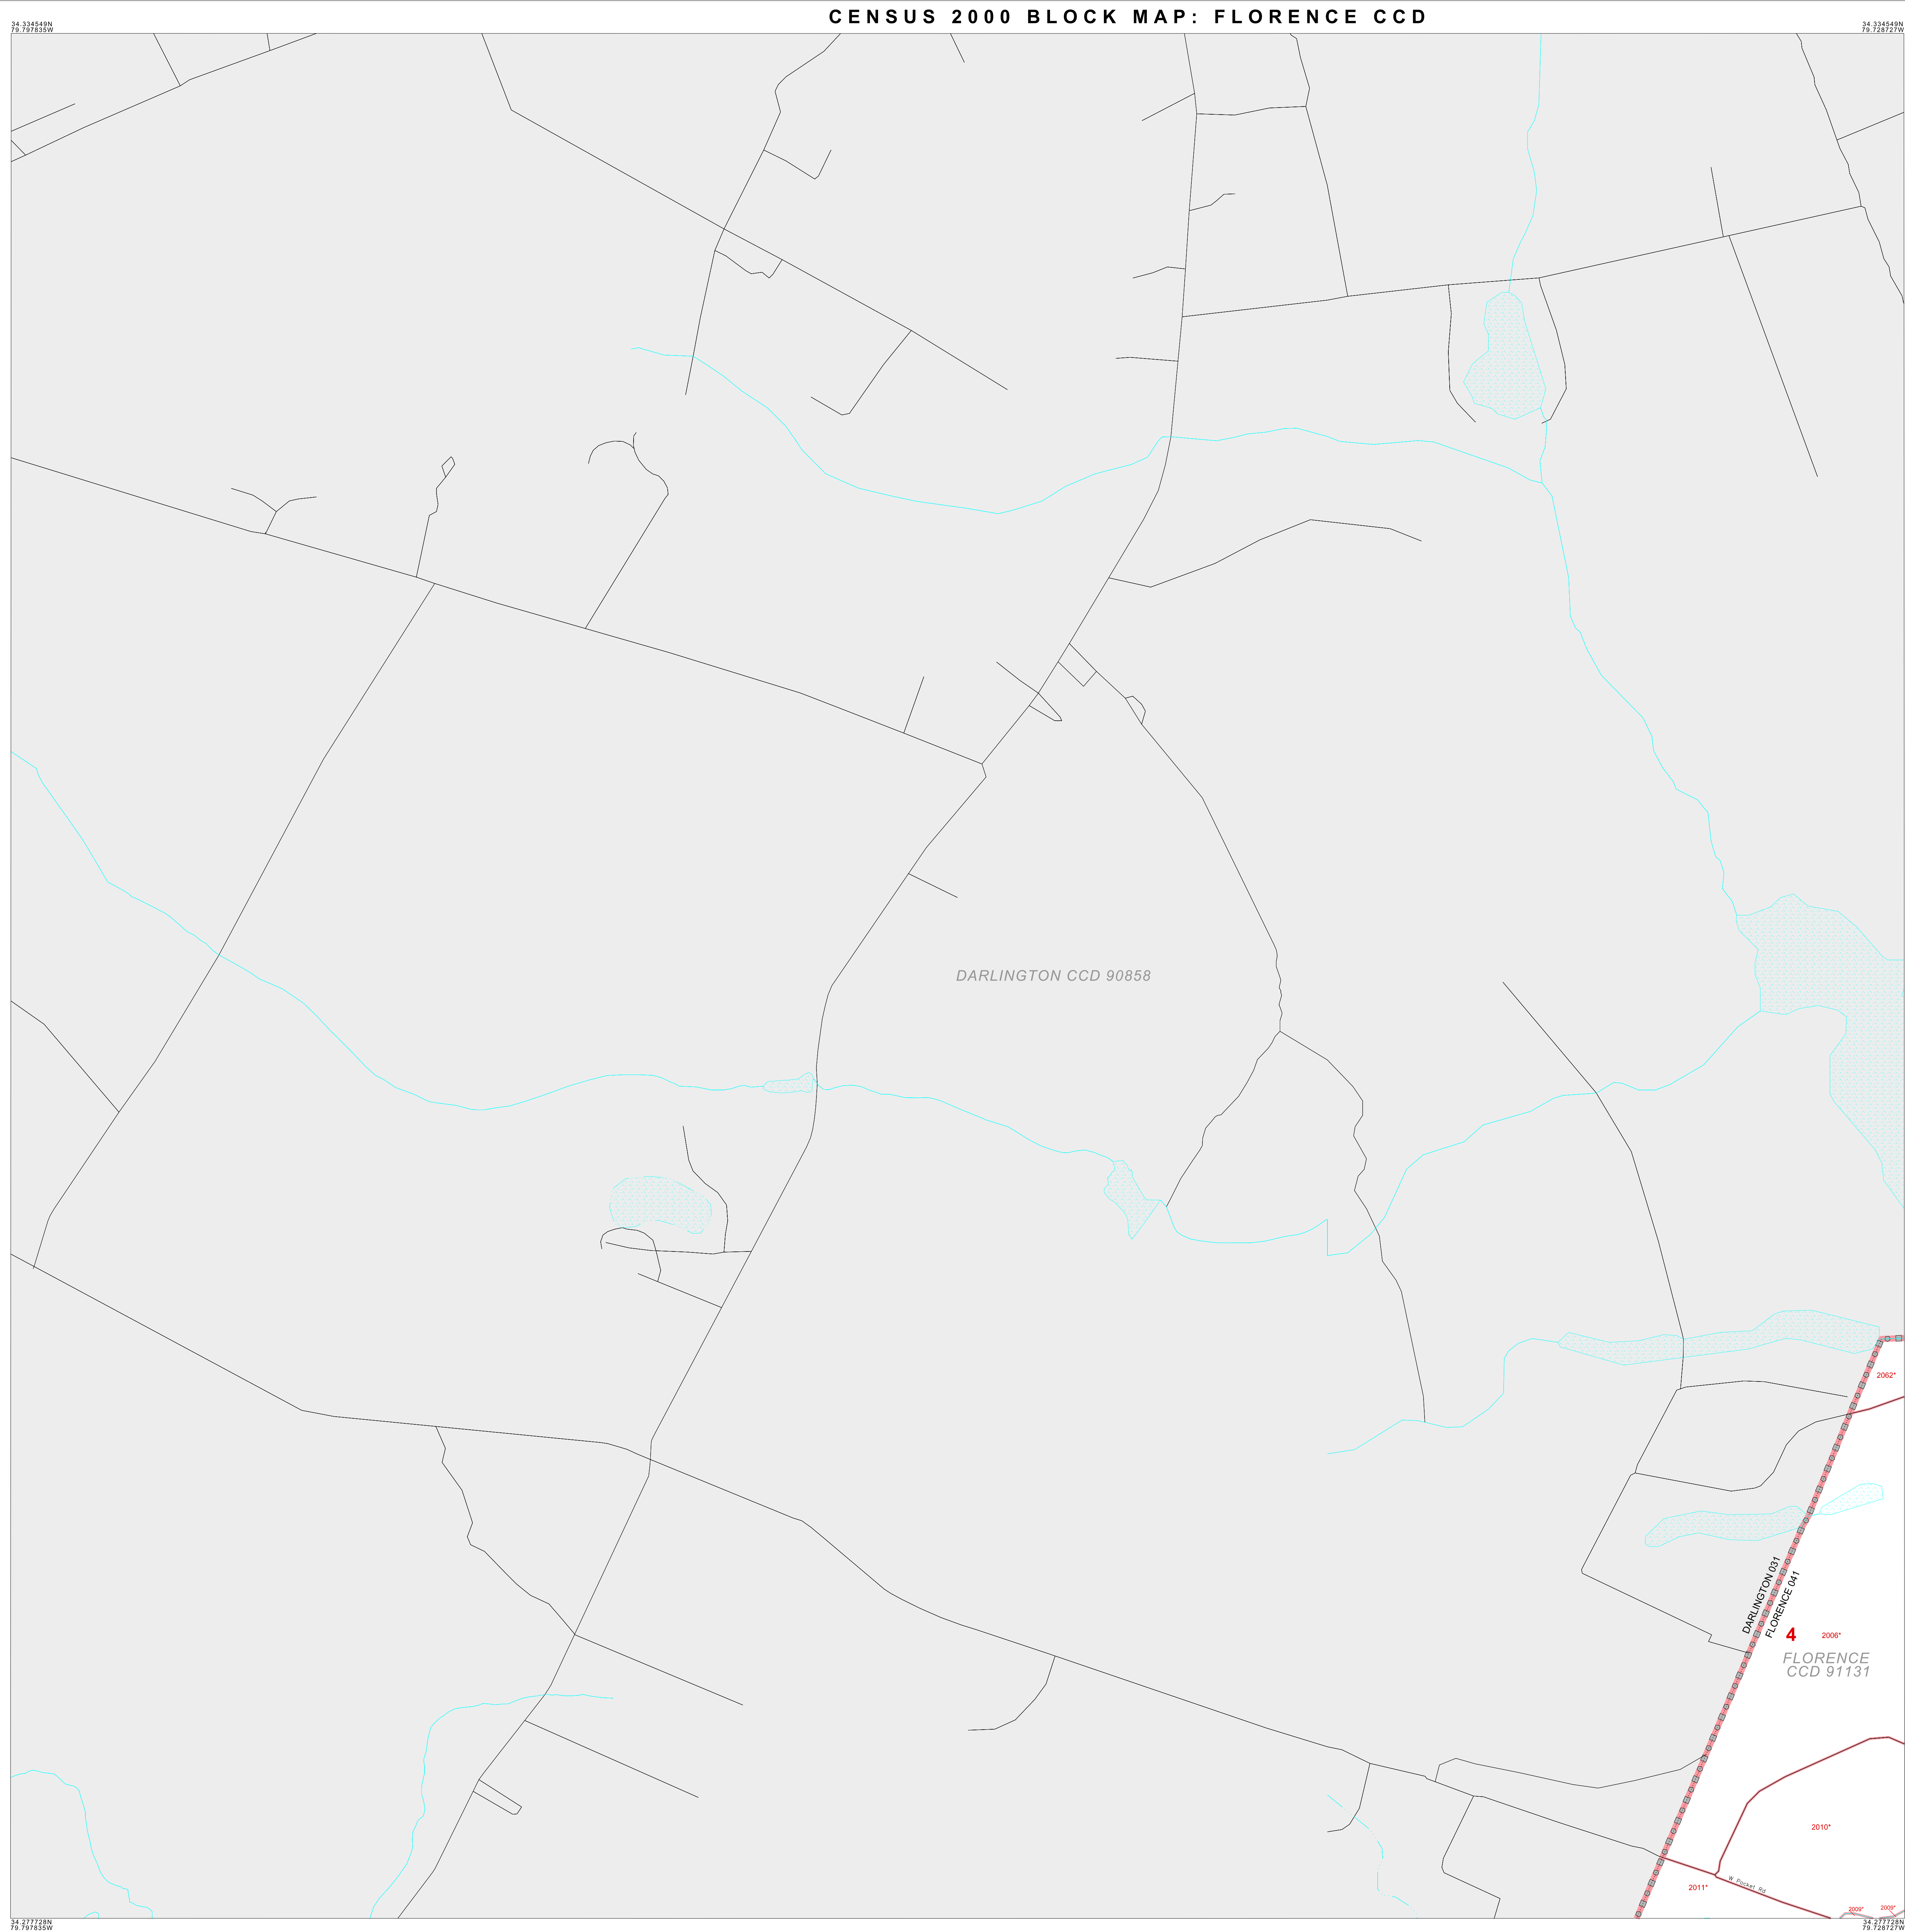 CENSUS 2000 BLOCK MAP: FLORENCE CCD
34.334549N
79.797835W
34.334549N
79.728727W
DARLINGTON CCD 90858
2062*
DARLINGTON 031
FLORENCE 041
4
2006*
FLORENCE
CCD 91131
2010*
W Pocket Rd
2011*
2009*
2009*
34.277728N
79.797835W
34.277728N
79.728727W